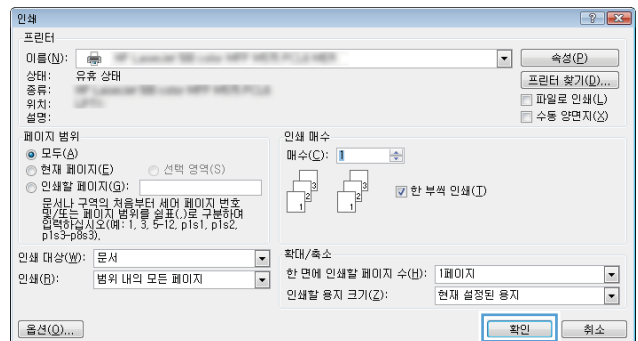 인쇄
프린터
이름(N):
속성(P)
상태: 유휴 상태
프린터 찾기(D)...
종류:
파일로 인쇄(L)
위치:
수동 양면지(X)
설명:
페이지 범위
모두(A)
현재 페이지(E) 선택 영역(S)
인쇄할 페이지(G):
문서나 구역의 처음부터 세어 페이지 번호
및/또는 페이지 범위를 쉼표(,)로 구분하여
입력하십시오(예: 1, 3, 5-12, p1s1, p1s2,
p1s3-p8s3).
인쇄 매수
매수(C): 1
한 부씩 인쇄(T)
인쇄 대상(W): 문서
인쇄(R): 범위 내의 모든 페이지
확대/축소
한 면에 인쇄할 페이지 수(H): 1페이지
인쇄할 용지 크기(Z): 현재 설정된 용지
옵션(O)...
확인
취소